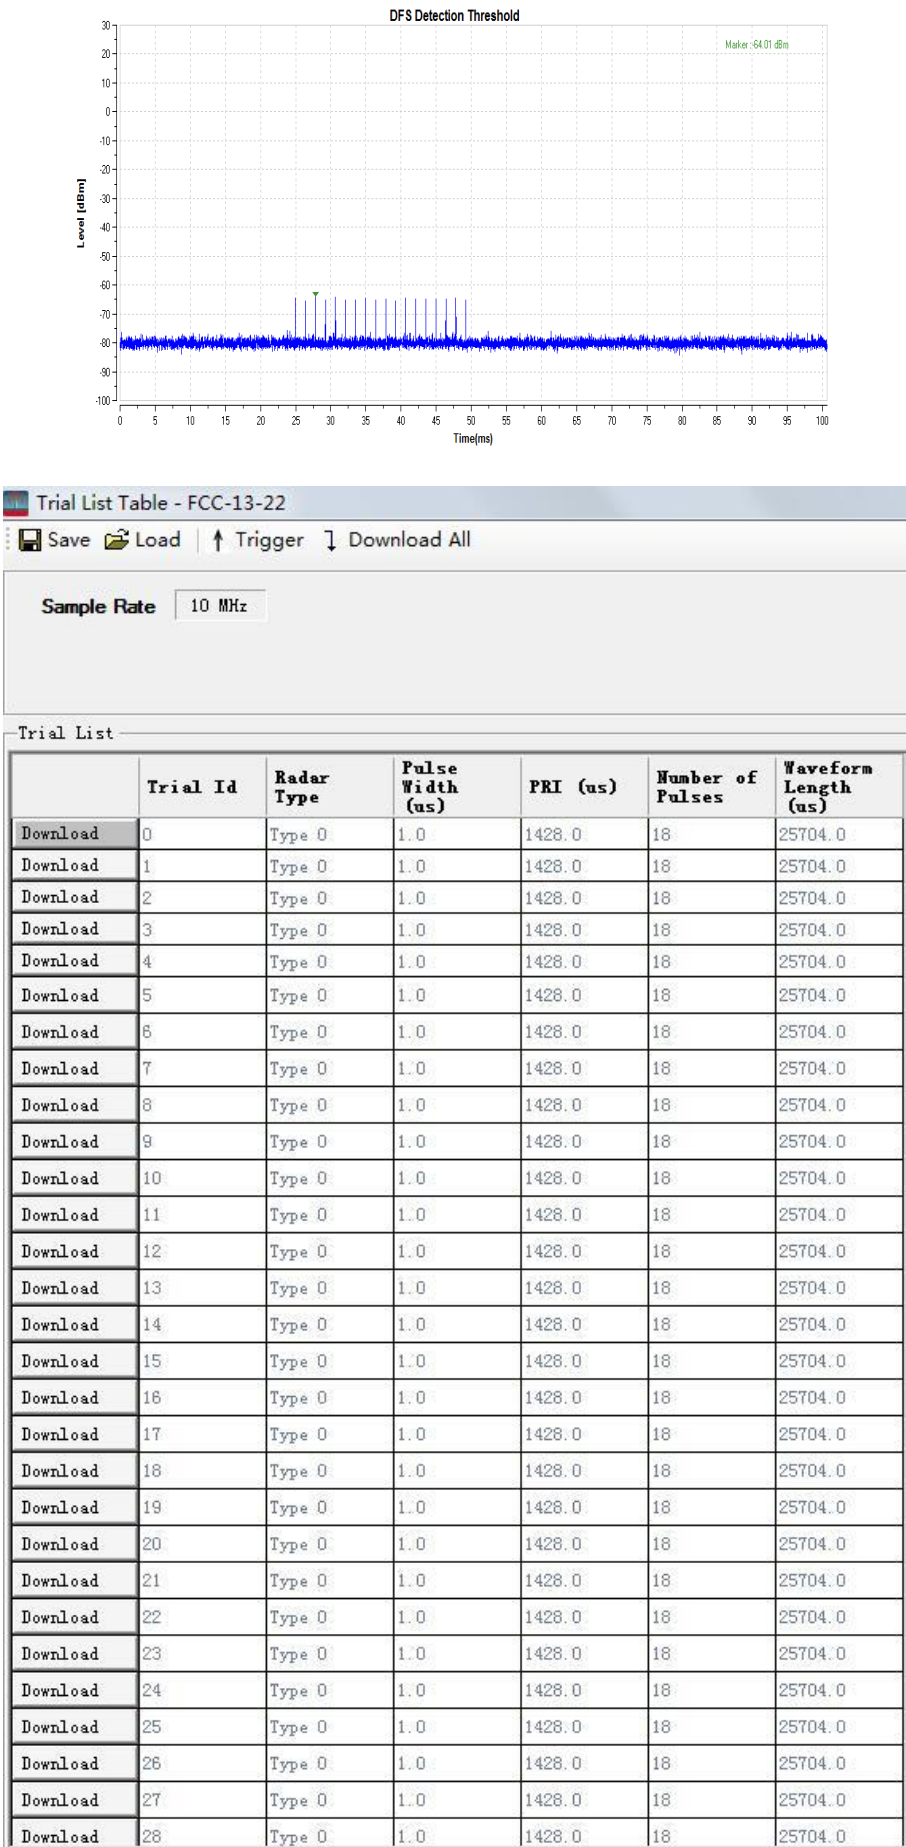 DFS Detection Threshold
Marker:-64.01 dBm
30
20
10
0
-10
-20
-30
-40
-50
-60
-70
-80
-90
-100
Level [dBm]
0 5 10 15 20 25 30 35 40 45 50 55 60 65 70 75 80 85 90 95 100
Time(ms)
Trial List Table - FCC-13-22
Save Load Trigger Download All
Sample Rate 10 MHz
Trial List
Trial Id Radar Type Pulse Width (us) PRI (us) Number of Pulses Waveform Length (us)
Download 0 Type 0 1.0 1428.0 18 25704.0
Download 1 Type 0 1.0 1428.0 18 25704.0
Download 2 Type 0 1.0 1428.0 18 25704.0
Download 3 Type 0 1.0 1428.0 18 25704.0
Download 4 Type 0 1.0 1428.0 18 25704.0
Download 5 Type 0 1.0 1428.0 18 25704.0
Download 6 Type 0 1.0 1428.0 18 25704.0
Download 7 Type 0 1.0 1428.0 18 25704.0
Download 8 Type 0 1.0 1428.0 18 25704.0
Download 9 Type 0 1.0 1428.0 18 25704.0
Download 10 Type 0 1.0 1428.0 18 25704.0
Download 11 Type 0 1.0 1428.0 18 25704.0
Download 12 Type 0 1.0 1428.0 18 25704.0
Download 13 Type 0 1.0 1428.0 18 25704.0
Download 14 Type 0 1.0 1428.0 18 25704.0
Download 15 Type 0 1.0 1428.0 18 25704.0
Download 16 Type 0 1.0 1428.0 18 25704.0
Download 17 Type 0 1.0 1428.0 18 25704.0
Download 18 Type 0 1.0 1428.0 18 25704.0
Download 19 Type 0 1.0 1428.0 18 25704.0
Download 20 Type 0 1.0 1428.0 18 25704.0
Download 21 Type 0 1.0 1428.0 18 25704.0
Download 22 Type 0 1.0 1428.0 18 25704.0
Download 23 Type 0 1.0 1428.0 18 25704.0
Download 24 Type 0 1.0 1428.0 18 25704.0
Download 25 Type 0 1.0 1428.0 18 25704.0
Download 26 Type 0 1.0 1428.0 18 25704.0
Download 27 Type 0 1.0 1428.0 18 25704.0
Download 28 Type 0 1.0 1428.0 18 25704.0